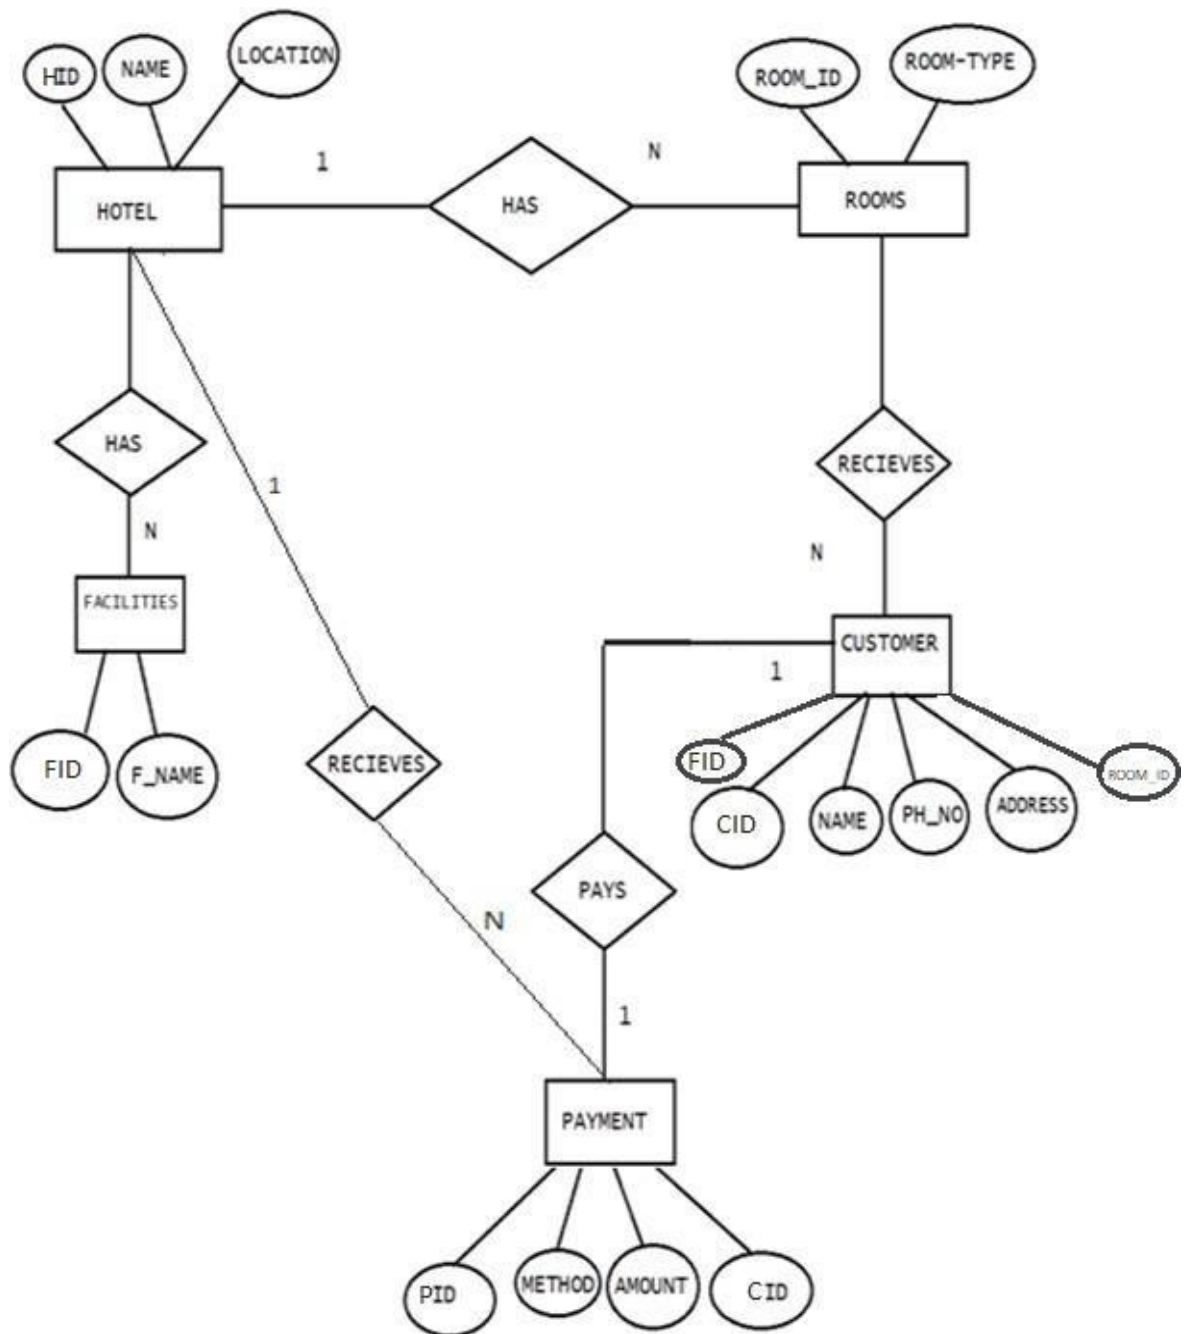 HID
NAME
LOCATION
ROOM_ID
ROOM-TYPE
1
N
HOTEL
HAS
ROOMS
HAS
RECIEVES
1
N
N
FACILITIES
CUSTOMER
1
FID
F_NAME
RECIEVES
FID
ROOM_ID
CID
NAME
PH_NO
ADDRESS
PAYS
N
1
PAYMENT
PID
METHOD
AMOUNT
CID